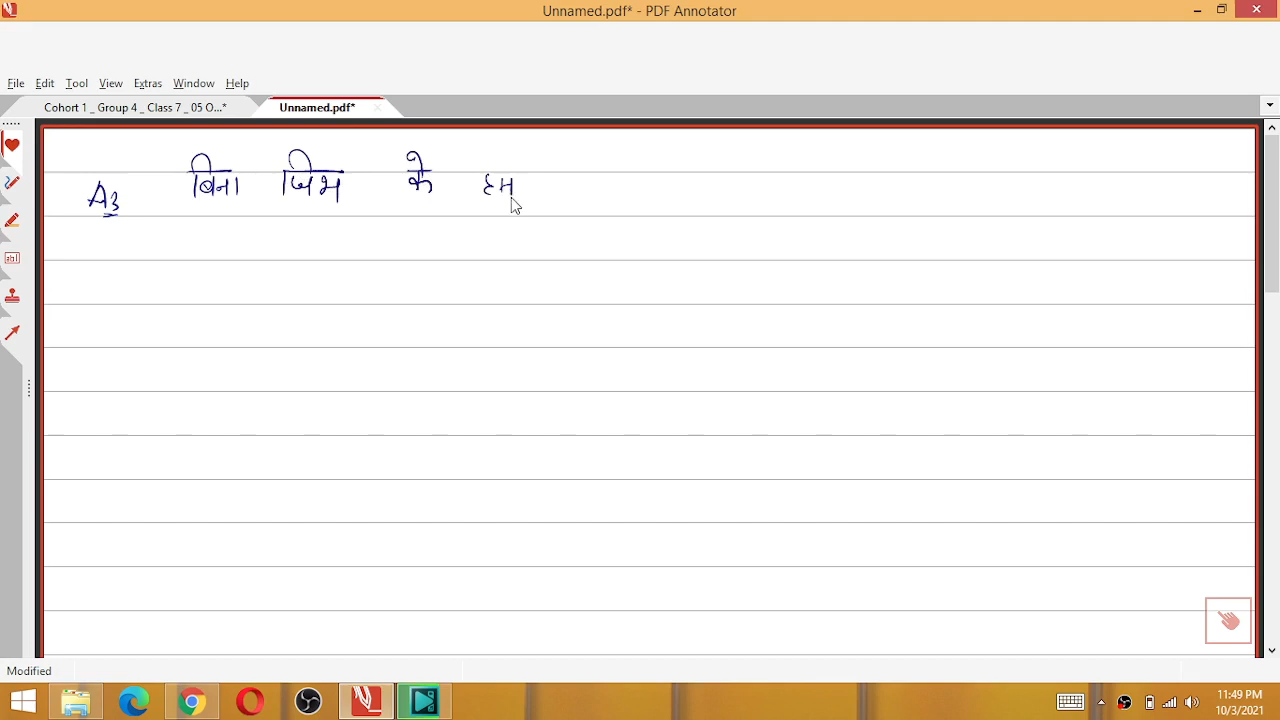 Unnamed.pdf* - PDF Annotator
File Edit Tool View Extras Window Help
Cohort 1 _ Group 4 _ Class 7 _ 05 O...* Unnamed.pdf*
A3 बिना जिभ के हम
Modified
11:49 PM
10/3/2021